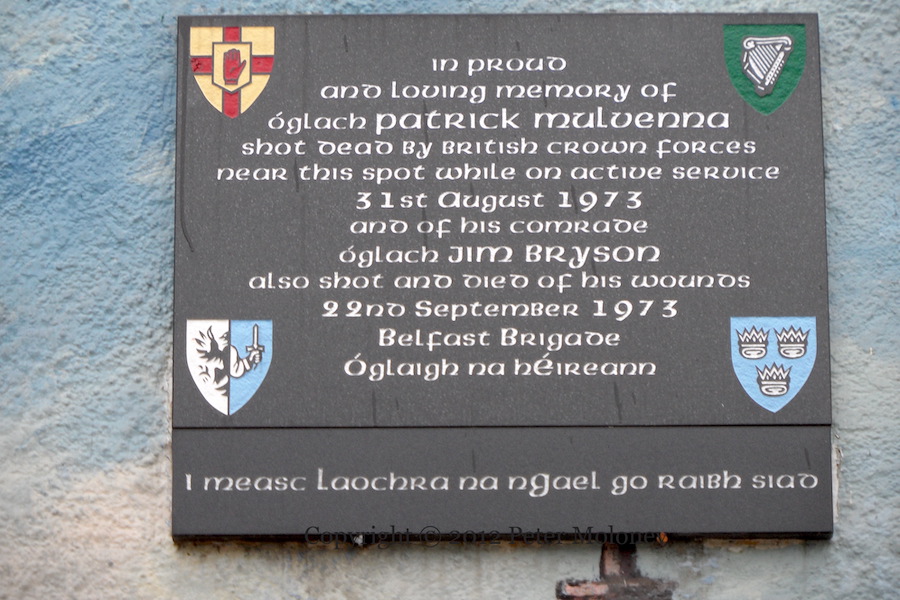 In proud
and loving memory of
óglach Patrick Mulvenna
shot dead by British crown forces
near this spot while on active service
31st August 1973
and of his comrade
óglach Jim Bryson
also shot and died of his wounds
22nd September 1973
Belfast Brigade
Óglaigh na hÉireann
I measc Laochra na nGael go raibh siad
Copyright © 2012 Peter Moloney